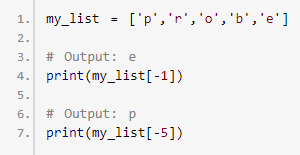 1. my_list = ['p','r','o','b','e']
2.
3. # Output: e
4. print(my_list[-1])
5.
6. # Output: p
7. print(my_list[-5])